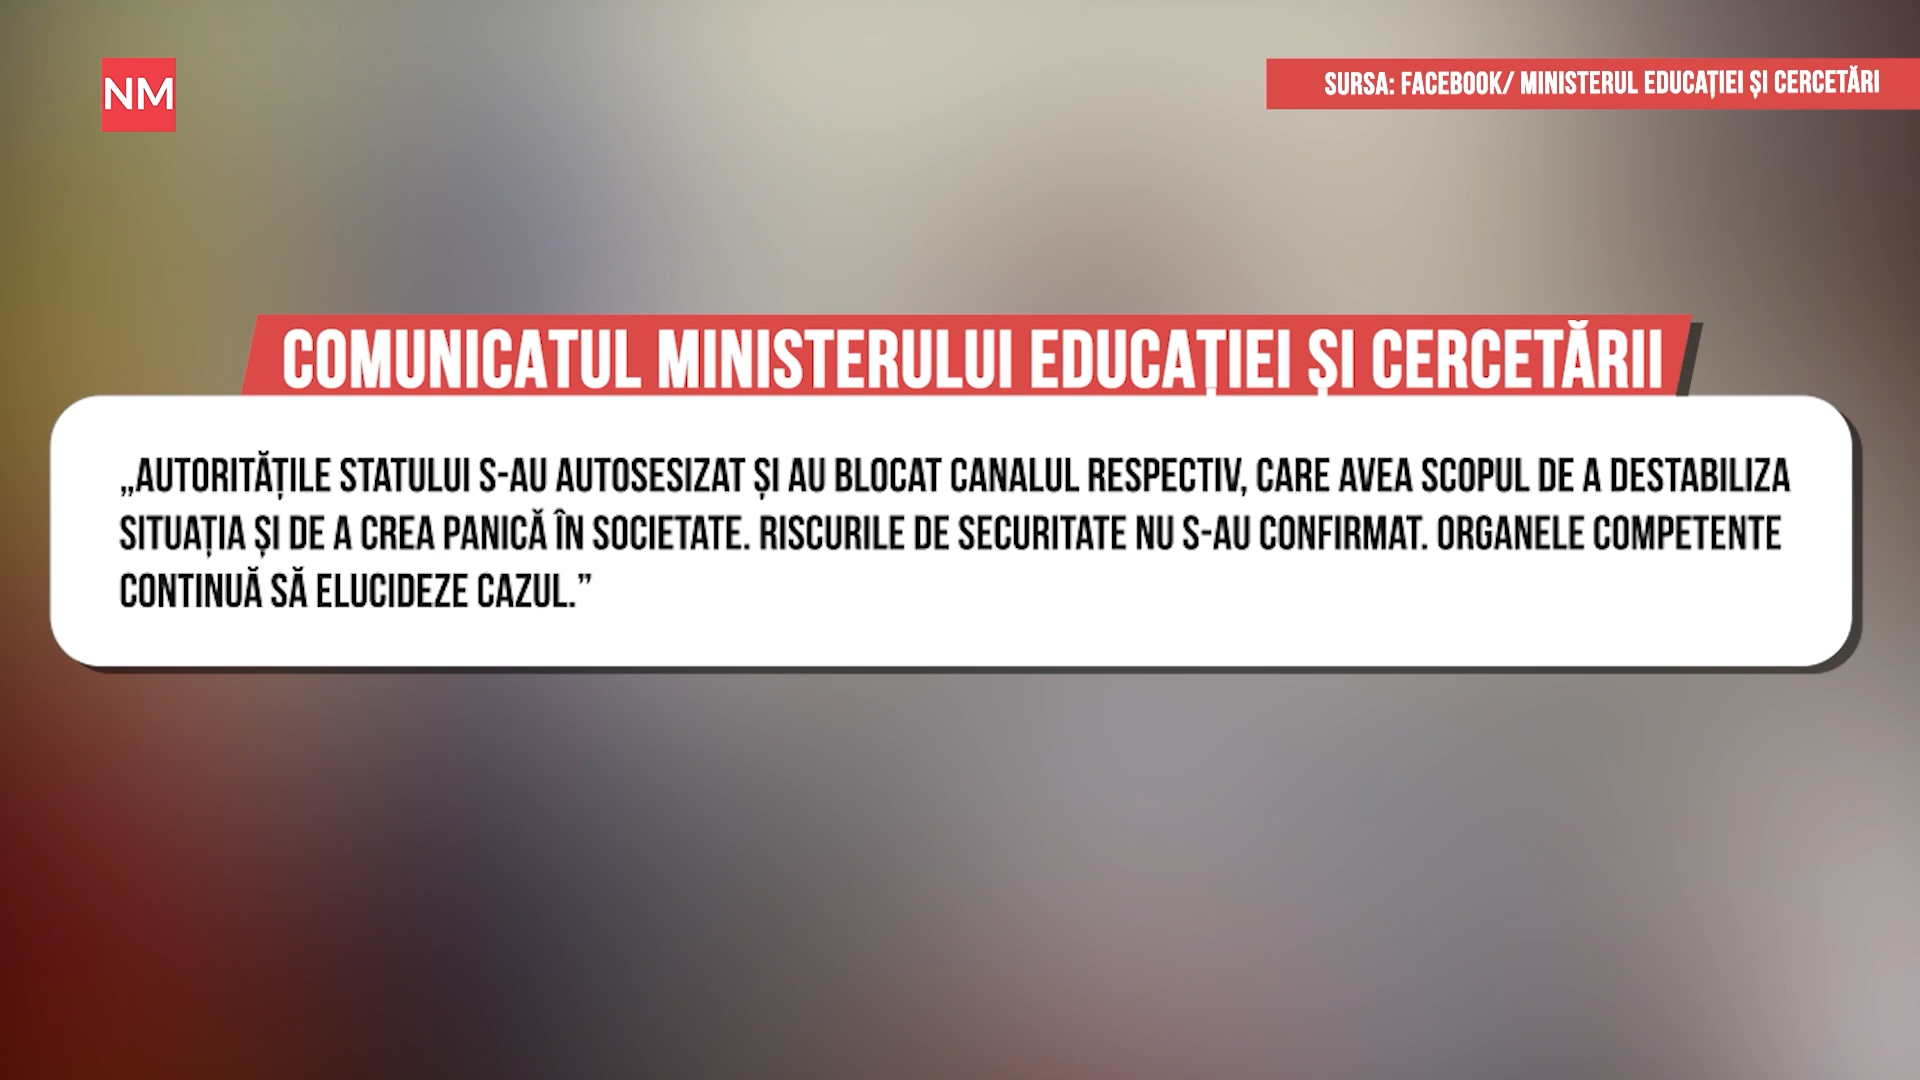 NM
SURSA: FACEBOOK/ MINISTERUL EDUCAȚIEI ȘI CERCETĂRI
COMUNICATUL MINISTERULUI EDUCAȚIEI ȘI CERCETĂRII
„AUTORITĂȚILE STATULUI S-AU AUTOSESIZAT ȘI AU BLOCAT CANALUL RESPECTIV, CARE AVEA SCOPUL DE A DESTABILIZA
SITUAȚIA ȘI DE A CREA PANICĂ ÎN SOCIETATE. RISCURILE DE SECURITATE NU S-AU CONFIRMAT. ORGANELE COMPETENTE
CONTINUĂ SĂ ELUCIDEZE CAZUL.”